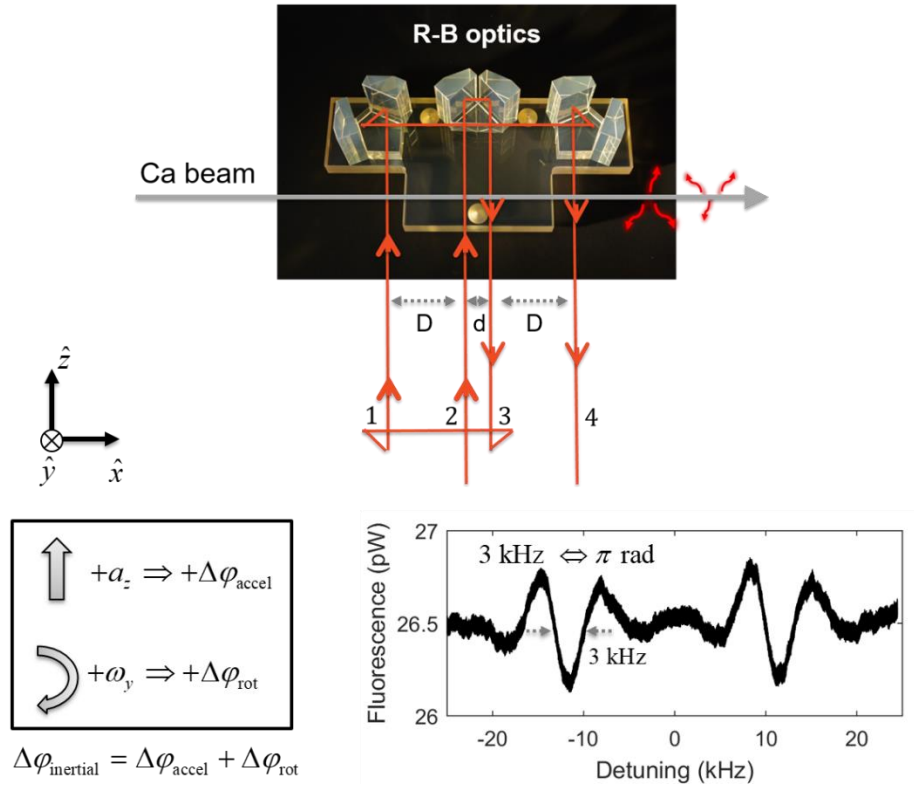 R-B optics
Ca beam
D d D
ẑ
1 2 3 4
ŷ x̂
+a_z ⇒ +Δφ_accel
+ω_y ⇒ +Δφ_rot
Δφ_inertial = Δφ_accel + Δφ_rot
27
3 kHz ⇔ π rad
Fluorescence (pW)
26.5
3 kHz
26
-20 -10 0 10 20
Detuning (kHz)